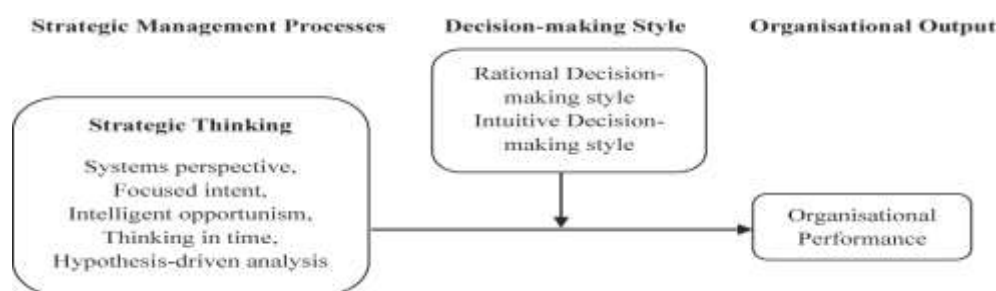 Strategic Management Processes
Decision-making Style
Organisational Output
Rational Decision-
making style
Intuitive Decision-
making style
Strategic Thinking
Systems perspective,
Focused intent,
Intelligent opportunism,
Thinking in time,
Hypothesis-driven analysis
Organisational
Performance